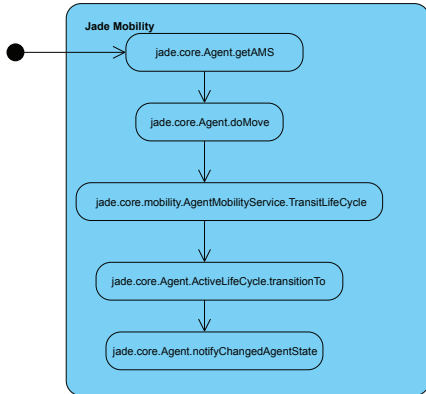 Jade Mobility
jade.core.Agent.getAMS
jade.core.Agent.doMove
jade.core.mobility.AgentMobilityService.TransitLifeCycle
jade.core.Agent.ActiveLifeCycle.transitionTo
jade.core.Agent.notifyChangedAgentState